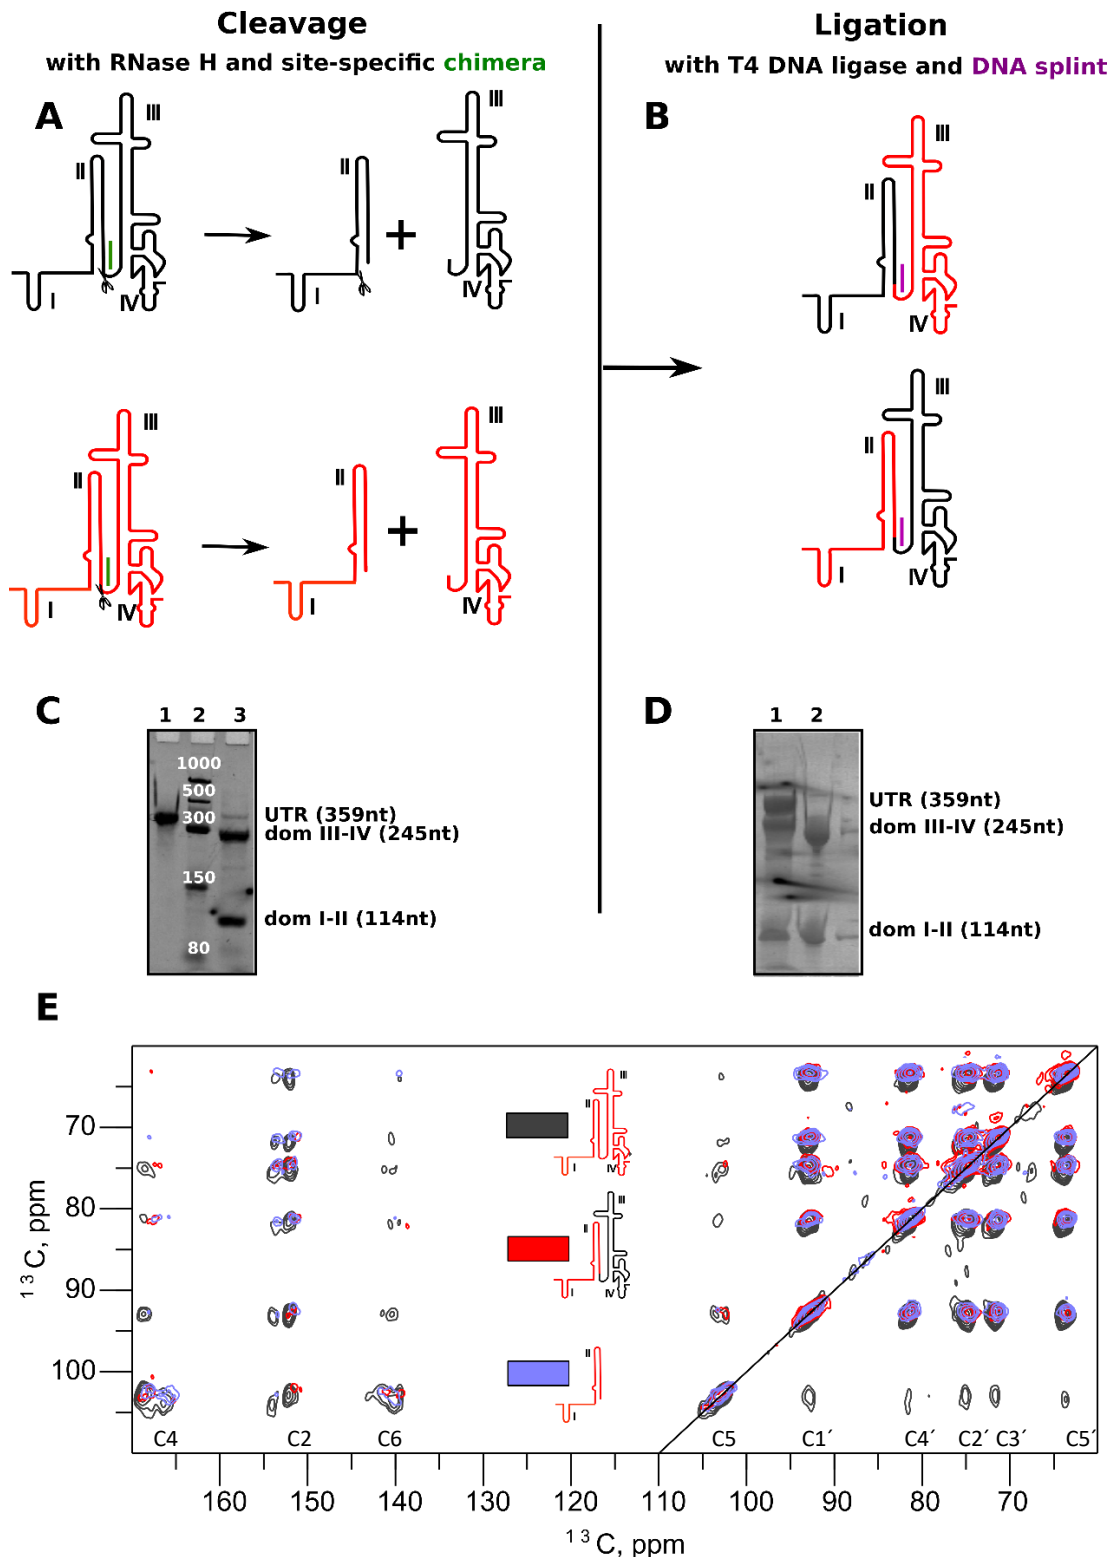 Cleavage
with RNase H and site-specific chimera
Ligation
with T4 DNA ligase and DNA splint
A
III
II
I
IV
II
I
III
IV
B
III
II
I
IV
III
II
I
IV
II
I
III
IV
III
II
I
IV
C
1 2 3
1000
500
300
150
80
UTR (359nt)
dom III-IV (245nt)
dom I-II (114nt)
D
1 2
UTR (359nt)
dom III-IV (245nt)
dom I-II (114nt)
E
III
II
I
IV
III
II
I
IV
II
I
70
80
90
100
13C, ppm
C4 C2 C6 C5 C1´ C4´ C2´ C3´ C5´
160 150 140 130 120 110 100 90 80 70
13C, ppm